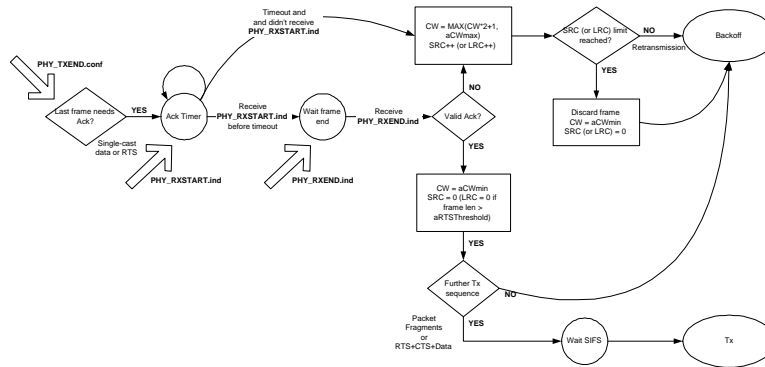 Timeout and
and didn't receive
PHY_RXSTART.ind
CW = MAX(CW*2+1,
aCWmax)
SRC++ (or LRC++)
SRC (or LRC) limit
reached?
NO
Retransmission
Backoff
PHY_TXEND.conf
Last frame needs
Ack?
YES
Single-cast
data or RTS
Ack Timer
PHY_RXSTART.ind
Receive
PHY_RXSTART.ind
before timeout
Wait frame
end
PHY_RXEND.ind
Receive
PHY_RXEND.ind
NO
Valid Ack?
YES
YES
Discard frame
CW = aCWmin
SRC (or LRC) = 0
CW = aCWmin
SRC = 0 (LRC = 0 if
frame len >
aRTSThreshold)
YES
Further Tx
sequence
NO
YES
Packet
Fragments
or
RTS+CTS+Data
Wait SIFS
Tx